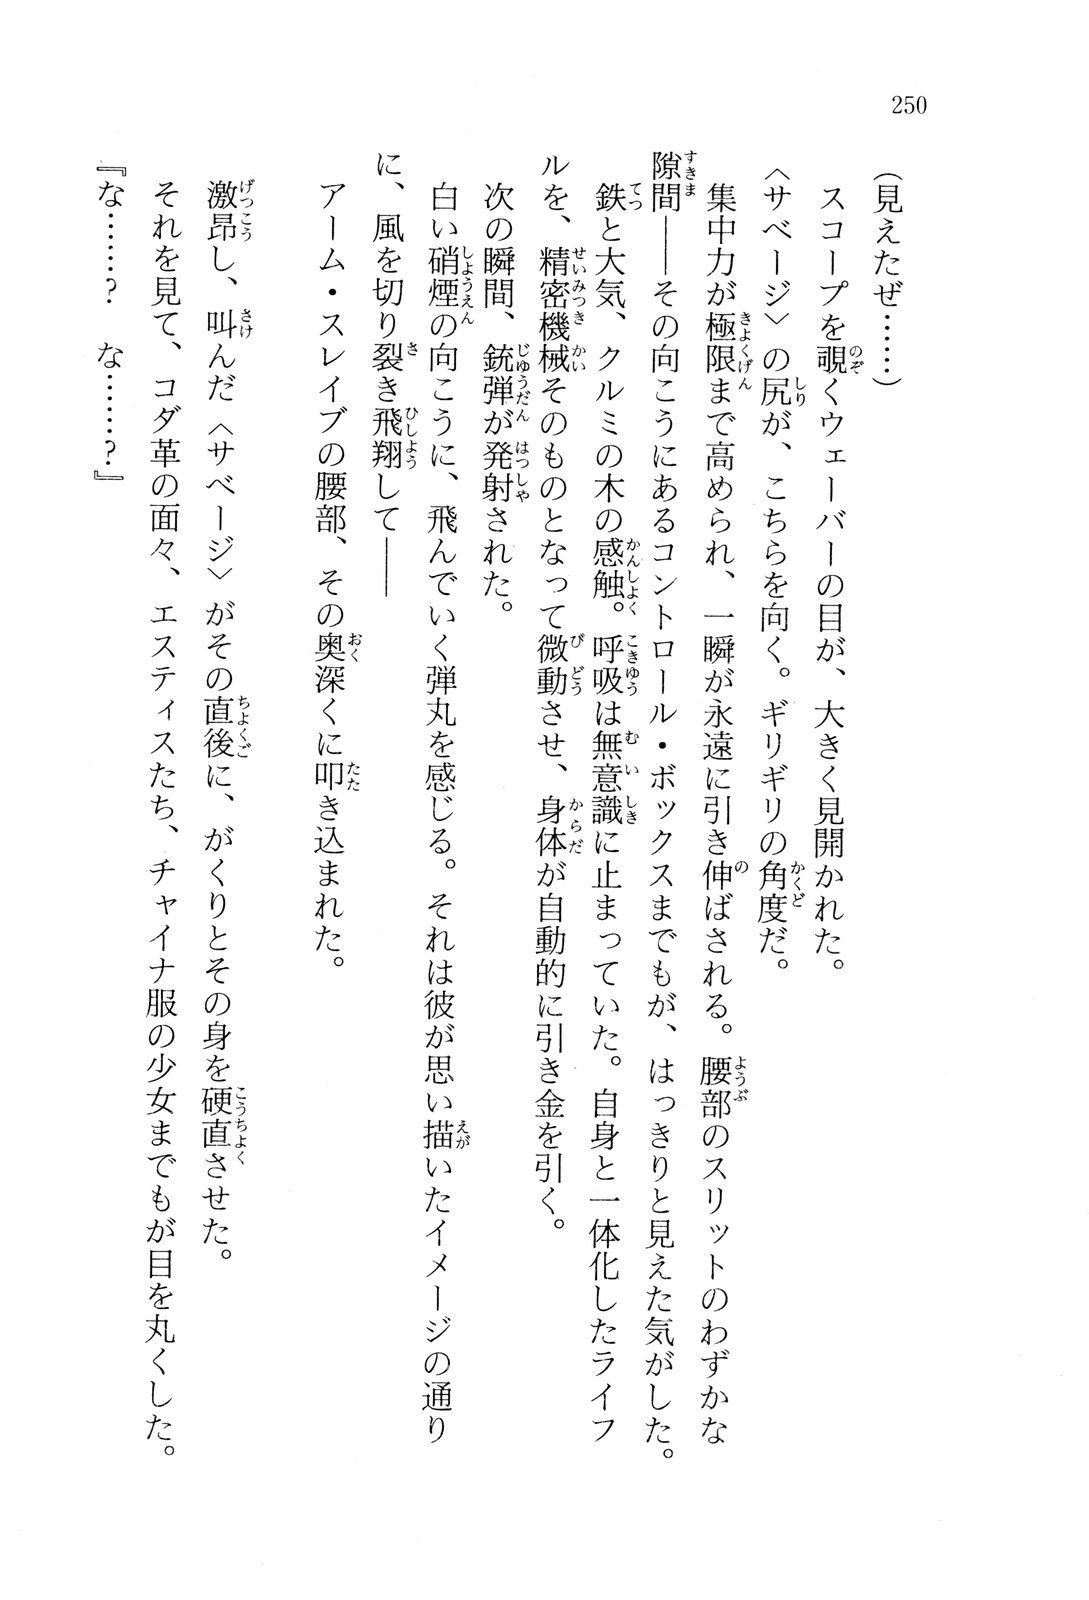 250
(見えたぜ……)
　スコープを覗くウェーバーの目が、大きく見開かれた。
〈サベージ〉の尻が、こちらを向く。ギリギリの角度だ。
　集中力が極限まで高められ、一瞬が永遠に引き伸ばされる。腰部のスリットのわずかな
隙間――その向こうにあるコントロール・ボックスまでもが、はっきりと見えた気がした。
　鉄と大気、クルミの木の感触。呼吸は無意識に止まっていた。自身と一体化したライフ
ルを、精密機械そのものとなって微動させ、身体が自動的に引き金を引く。
　次の瞬間、銃弾が発射された。
　白い硝煙の向こうに、飛んでいく弾丸を感じる。それは彼が思い描いたイメージの通り
に、風を切り裂き飛翔して――
　アーム・スレイブの腰部、その奥深くに叩き込まれた。
　激昂し、叫んだ〈サベージ〉がその直後に、がくりとその身を硬直させた。
　それを見て、コダ革の面々、エスティスたち、チャイナ服の少女までもが目を丸くした。
『な……？　な……？』